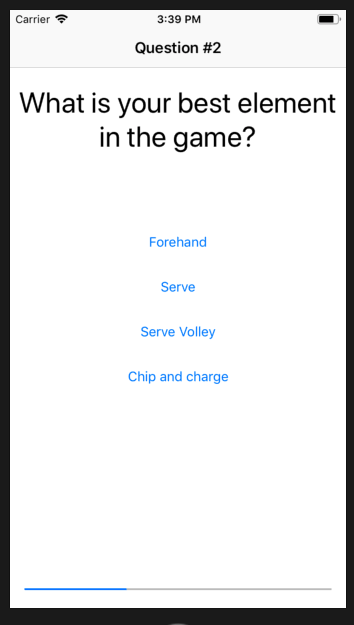 Carrier 3:39 PM
Question #2
What is your best element
in the game?
Forehand
Serve
Serve Volley
Chip and charge